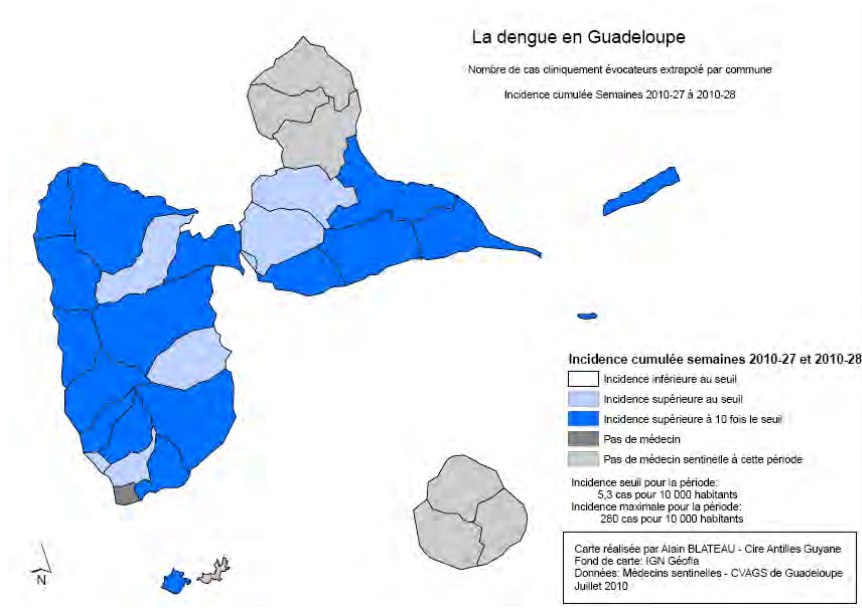 La dengue en Guadeloupe
Nombre de cas cliniquement évocateurs extrapolé par commune
Incidence cumulée Semaines 2010-27 à 2010-28
Incidence cumulée semaines 2010-27 et 2010-28
Incidence inférieure au seuil
Incidence supérieure au seuil
Incidence supérieure à 10 fois le seuil
Pas de médecin
Pas de médecin sentinelle à cette période
Incidence seuil pour la période:
5,3 cas pour 10 000 habitants
Incidence maximale pour la période:
280 cas pour 10 000 habitants
Carte réalisée par Alain BLATEAU - Cire Antilles Guyane
Fond de carte: IGN Géofla
Données: Médecins sentinelles - CVAGS de Guadeloupe
Juillet 2010
N